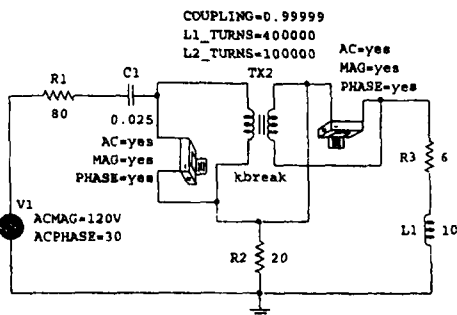 COUPLING=0.99999
L1_TURNS=400000
L2_TURNS=100000
TX2
AC=yes
MAG=yes
PHASE=yes
R1
80
C1
0.025
AC=yes
MAG=yes
PHASE=yes
kbreak
R3
6
V1
ACMAG=120V
ACPHASE=30
R2
20
L1
10